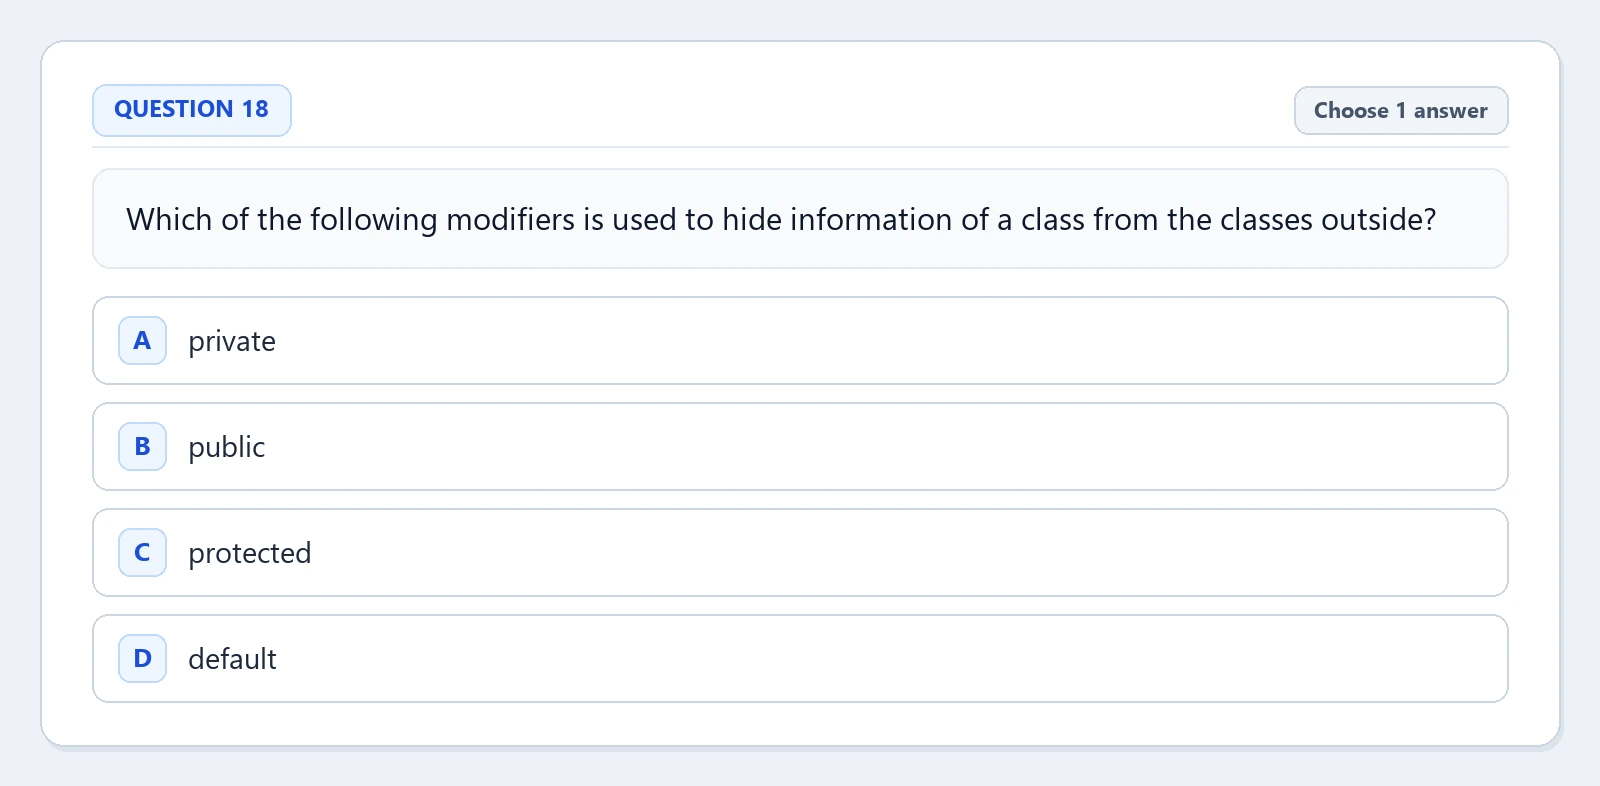 QUESTION 18
Choose 1 answer
Which of the following modifiers is used to hide information of a class from the classes outside?
A private
B public
C protected
D default